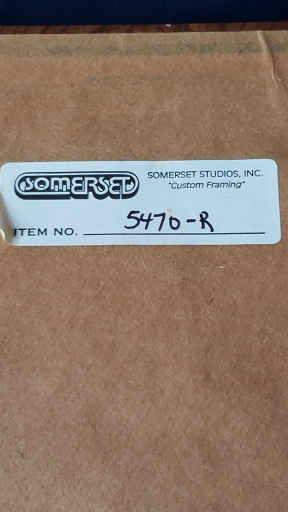 SOMERSET
SOMERSET STUDIOS, INC.
"Custom Framing"
ITEM NO. 5470-R